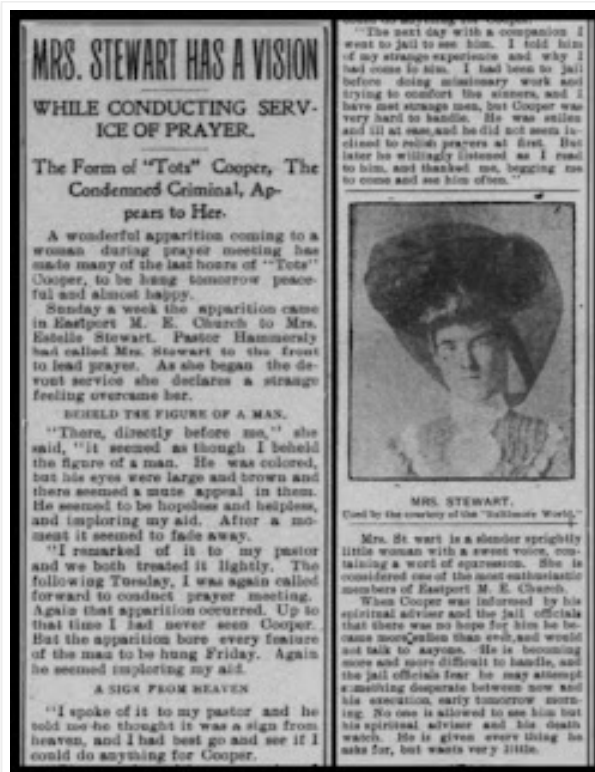 MRS. STEWART HAS A VISION
WHILE CONDUCTING SERV-
ICE OF PRAYER.
The Form of "Tots" Cooper, The
Condemned Criminal, Ap-
pears to Her.
A wonderful apparition coming to a
woman during prayer meeting has
made many of the last hours of "Tots"
Cooper, to be hung tomorrow peace-
ful and almost happy.
Sunday a week the apparition came
in Eastport M. E. Church to Mrs.
Estelle Stewart. Pastor Hammersly
had called Mrs. Stewart to the front
to lead prayer. As she began the de-
vout service she declares a strange
feeling overcame her.
BEHELD THE FIGURE OF A MAN.
"There, directly before me," she
said, "it seemed as though I beheld
the figure of a man. He was colored,
but his eyes were large and brown and
there seemed a mute appeal in them.
He seemed to be hopeless and helpless,
and imploring my aid. After a mo-
ment it seemed to fade away.
"I remarked of it to my pastor
and we both treated it lightly. The
following Tuesday, I was again called
forward to conduct prayer meeting.
Again that apparition occurred. Up to
that time I had never seen Cooper.
But the apparition bore every feature
of the man to be hung Friday. Again
he seemed imploring my aid.
A SIGN FROM HEAVEN
"I spoke of it to my pastor and he
told me he thought it was a sign from
heaven, and I had best go and see if I
could do anything for Cooper.
"The next day with a companion I
went to jail to see him. I told him
of my strange experience and why I
had come to him. I had been to jail
before doing missionary work and
trying to comfort the sinners, and I
have met strange men, but Cooper was
very hard to handle. He was sullen
and ill at ease, and he did not seem in-
clined to relish prayers at first. But
later he willingly listened as I read
to him, and thanked me, begging me
to come and see him often."
MRS. STEWART.
Used by the courtesy of the "Baltimore World."
Mrs. St. wart is a slender sprightly
little woman with a sweet voice, con-
taining a word of expression. She is
considered one of the most enthusiastic
members of Eastport M. E. Church.
When Cooper was informed by his
spiritual adviser and the jail officials
that there was no hope for him he be-
came more sullen than ever, and would
not talk to anyone. He is becoming
more and more difficult to handle, and
the jail officials fear he may attempt
something desperate between now and
his execution, early tomorrow morn-
ing. No one is allowed to see him but
his spiritual adviser and his death
watch. He is given every thing he
asks for, but wants very little.